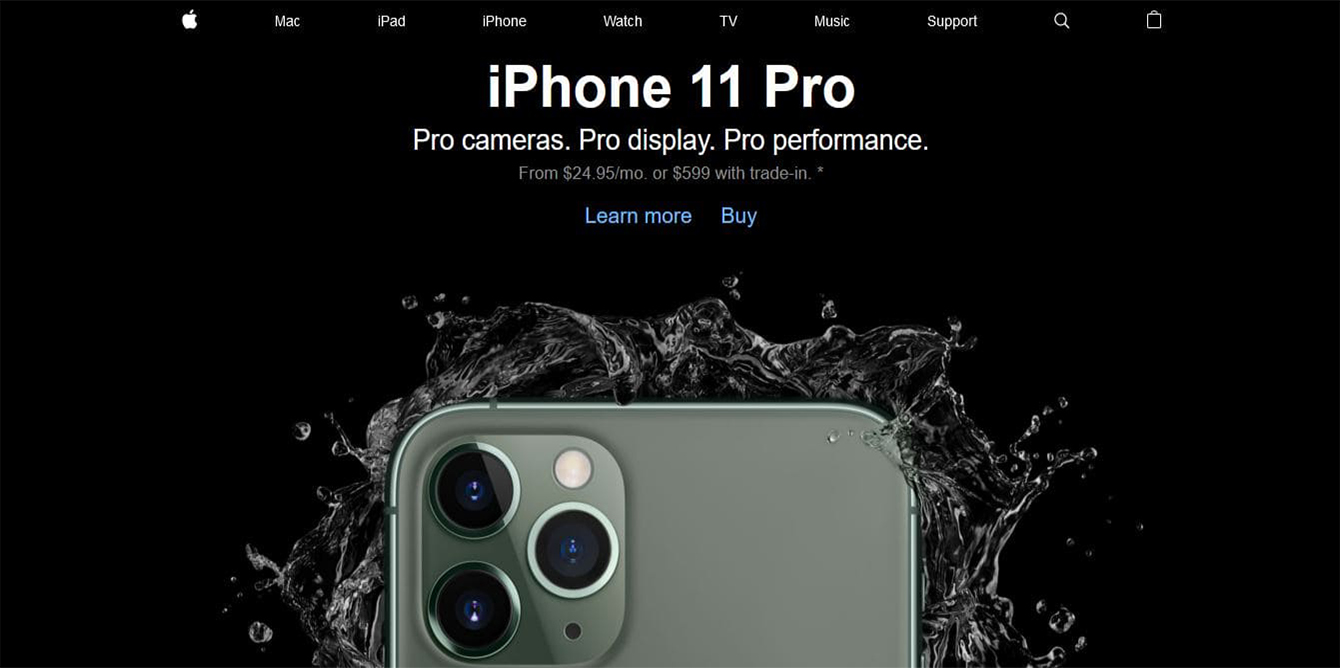 Mac iPad iPhone Watch TV Music Support
iPhone 11 Pro
Pro cameras. Pro display. Pro performance.
From $24.95/mo. or $599 with trade-in. *
Learn more Buy